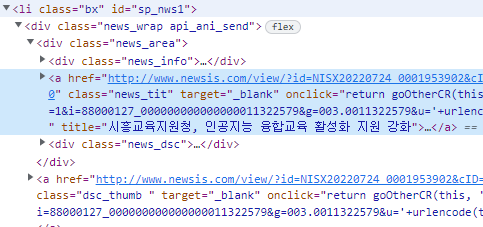 ▼<li class="bx" id="sp_nws1">
▼<div class="news_wrap api_ani_send"> flex
▼<div class="news_area">
▶<div class="news_info">…</div>
▶<a href="http://www.newsis.com/view/?id=NISX20220724_0001953902&cI
0" class="news_tit" target="_blank" onclick="return goOtherCR(this
=1&i=88000127_000000000000000011322579&g=003.0011322579&u='+urlenc
" title="시흥교육지원청, 인공지능 융합교육 활성화 지원 강화">…</a> ==
▶<div class="news_dsc">…</div>
</div>
▶<a href="http://www.newsis.com/view/?id=NISX20220724_0001953902&cID=
class="dsc_thumb " target="_blank" onclick="return goOtherCR(this, '
i=88000127_000000000000000011322579&g=003.0011322579&u='+urlencode(t